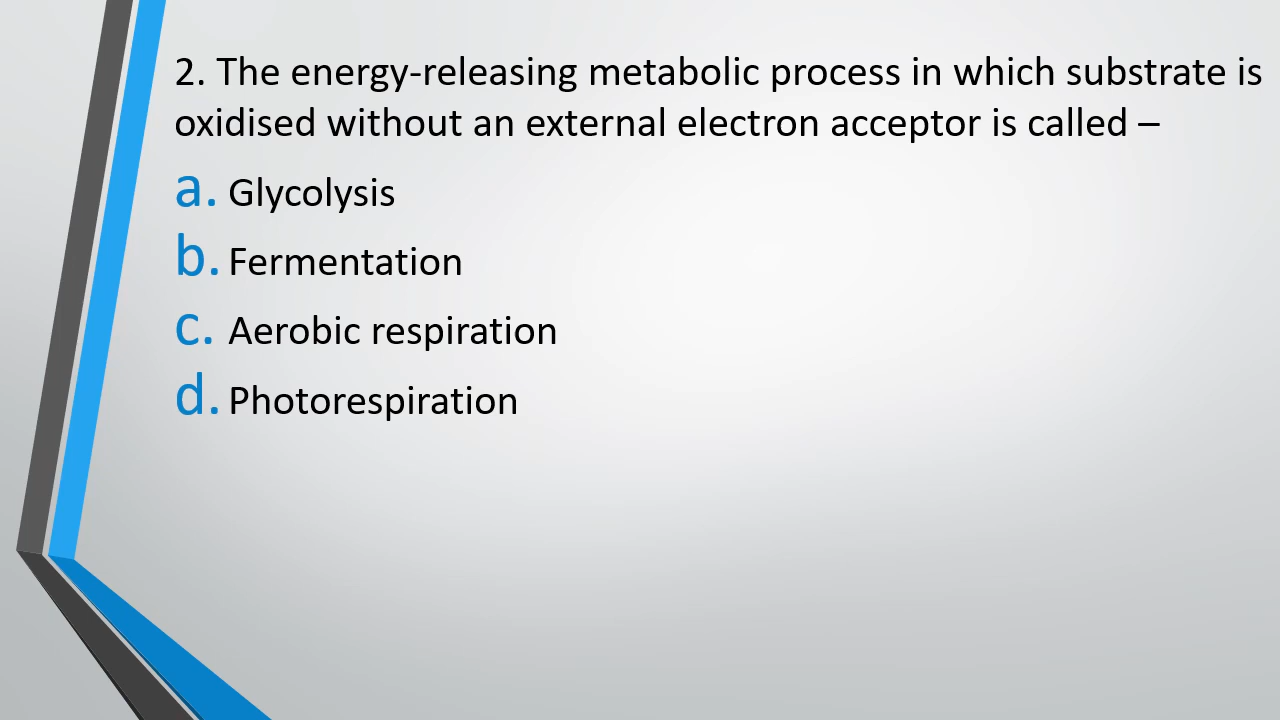 2. The energy-releasing metabolic process in which substrate is
oxidised without an external electron acceptor is called –
a. Glycolysis
b. Fermentation
c. Aerobic respiration
d. Photorespiration